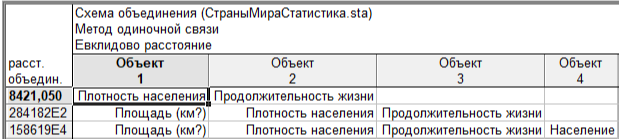 Схема объединения (СтраныМираСтатистика.sta)
Метод одиночной связи
Евклидово расстояние
расст. объедин. Объект 1 Объект 2 Объект 3 Объект 4
8421,050 Плотность населения Продолжительность жизни
284182E2 Площадь (км?) Плотность населения Продолжительность жизни
158619E4 Площадь (км?) Плотность населения Продолжительность жизни Население